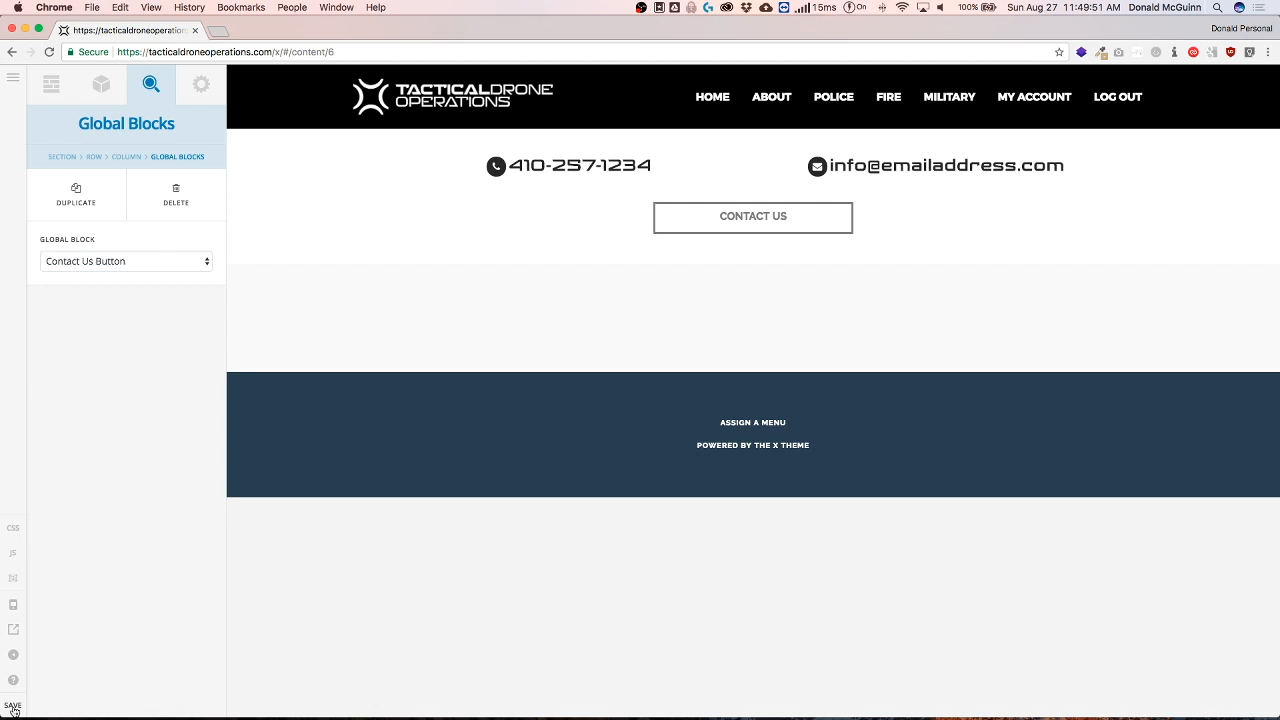 Chrome File Edit View History Bookmarks People Window Help 15ms On 100% Sun Aug 27 11:49:51 Donald McGuinn
https://tacticaldroneoperations × Donald Personal
Secure https://tacticaldroneoperations.com/x/#/content/6
TACTICALDRONE
OPERATIONS
HOME ABOUT POLICE FIRE MILITARY MY ACCOUNT LOG OUT
Global Blocks
SECTION > ROW > COLUMN > GLOBAL BLOCKS
DUPLICATE DELETE
GLOBAL BLOCK
Contact Us Button
410-257-1234 info@emailaddress.com
CONTACT US
ASSIGN A MENU
POWERED BY THE X THEME
CSS
JS
SAVE